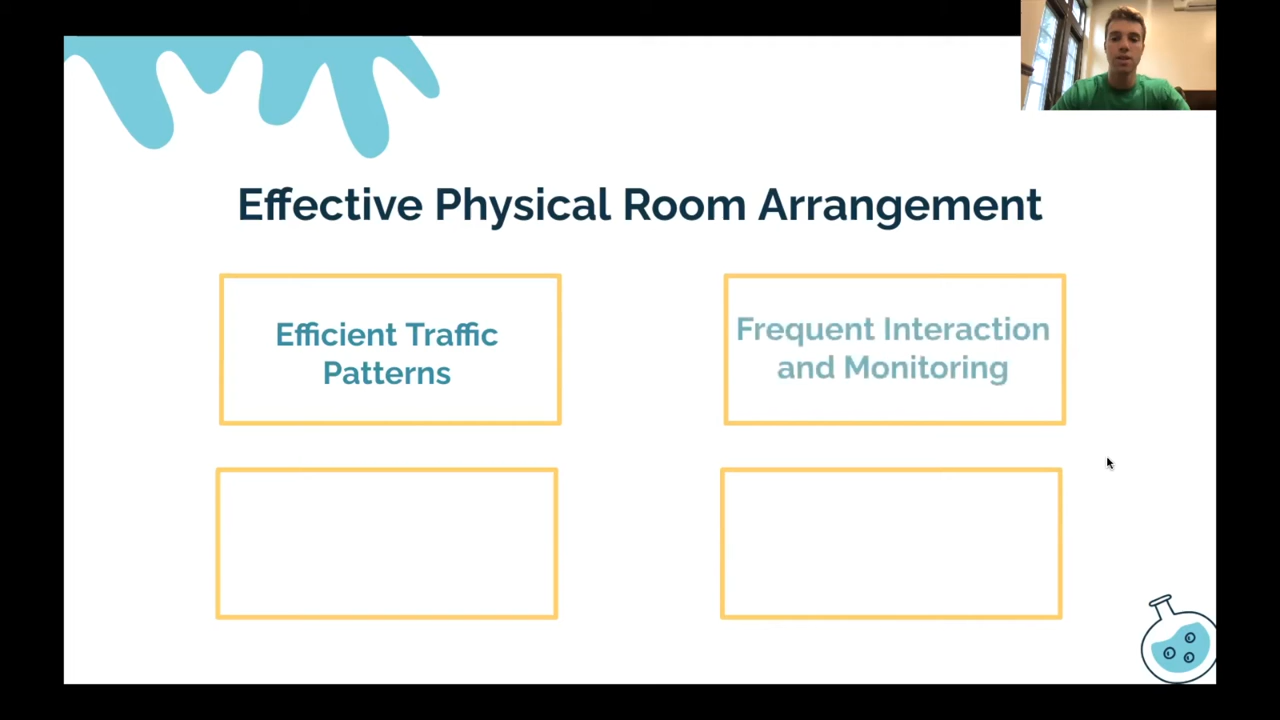 Effective Physical Room Arrangement
Efficient Traffic
Patterns
Frequent Interaction
and Monitoring